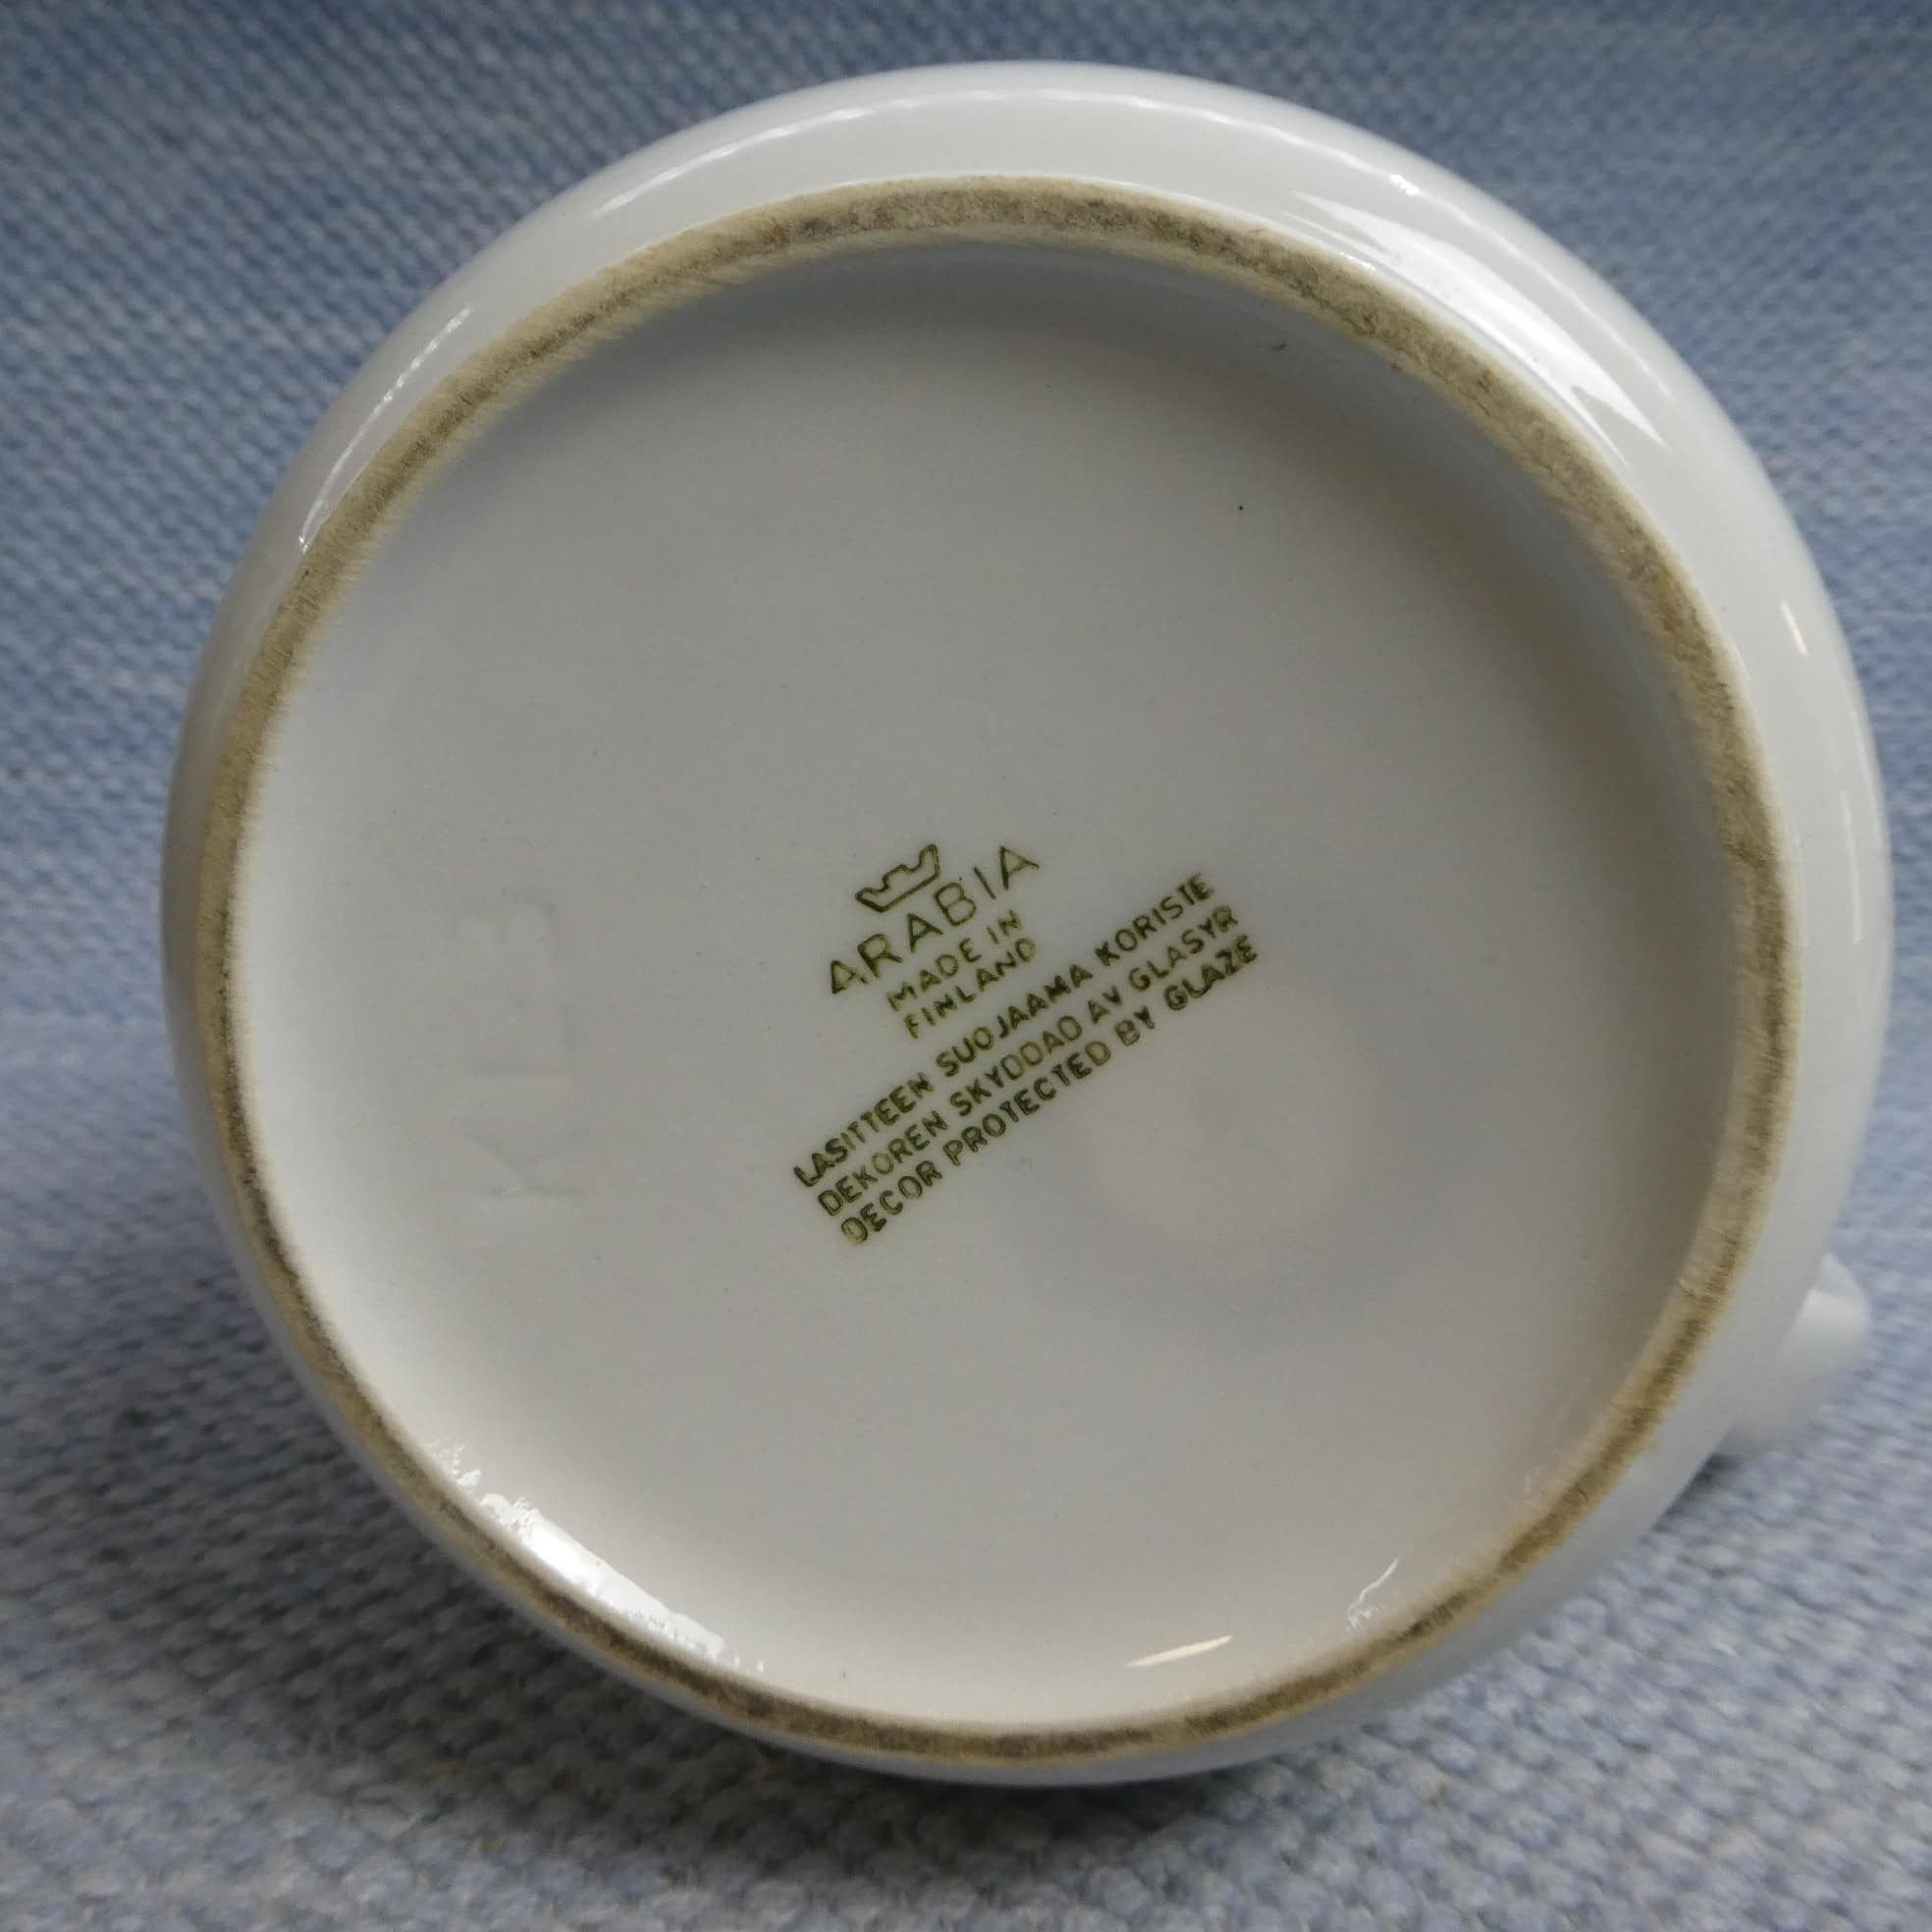 ARABIA
MADE IN
FINLAND
LASITTEEN SUOJAAMA KORISTE
DEKOREN SKYDDAD AV GLASYR
DECOR PROTECTED BY GLAZE